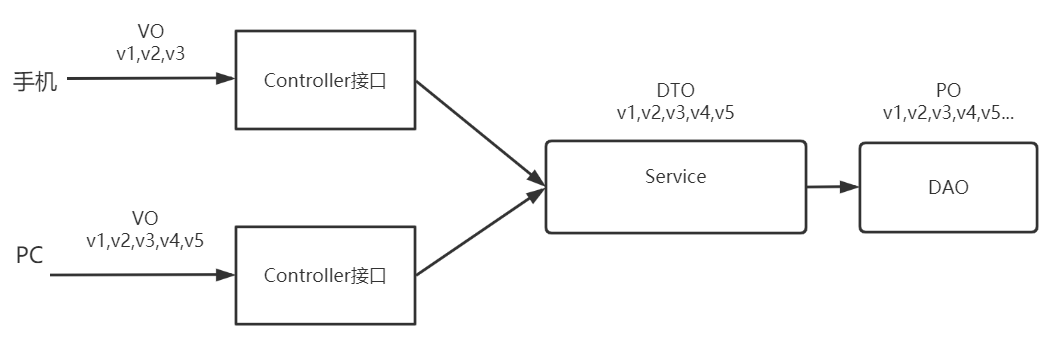 VO
v1,v2,v3
手机
Controller接口
DTO
v1,v2,v3,v4,v5
Service
PO
v1,v2,v3,v4,v5...
DAO
VO
v1,v2,v3,v4,v5
PC
Controller接口